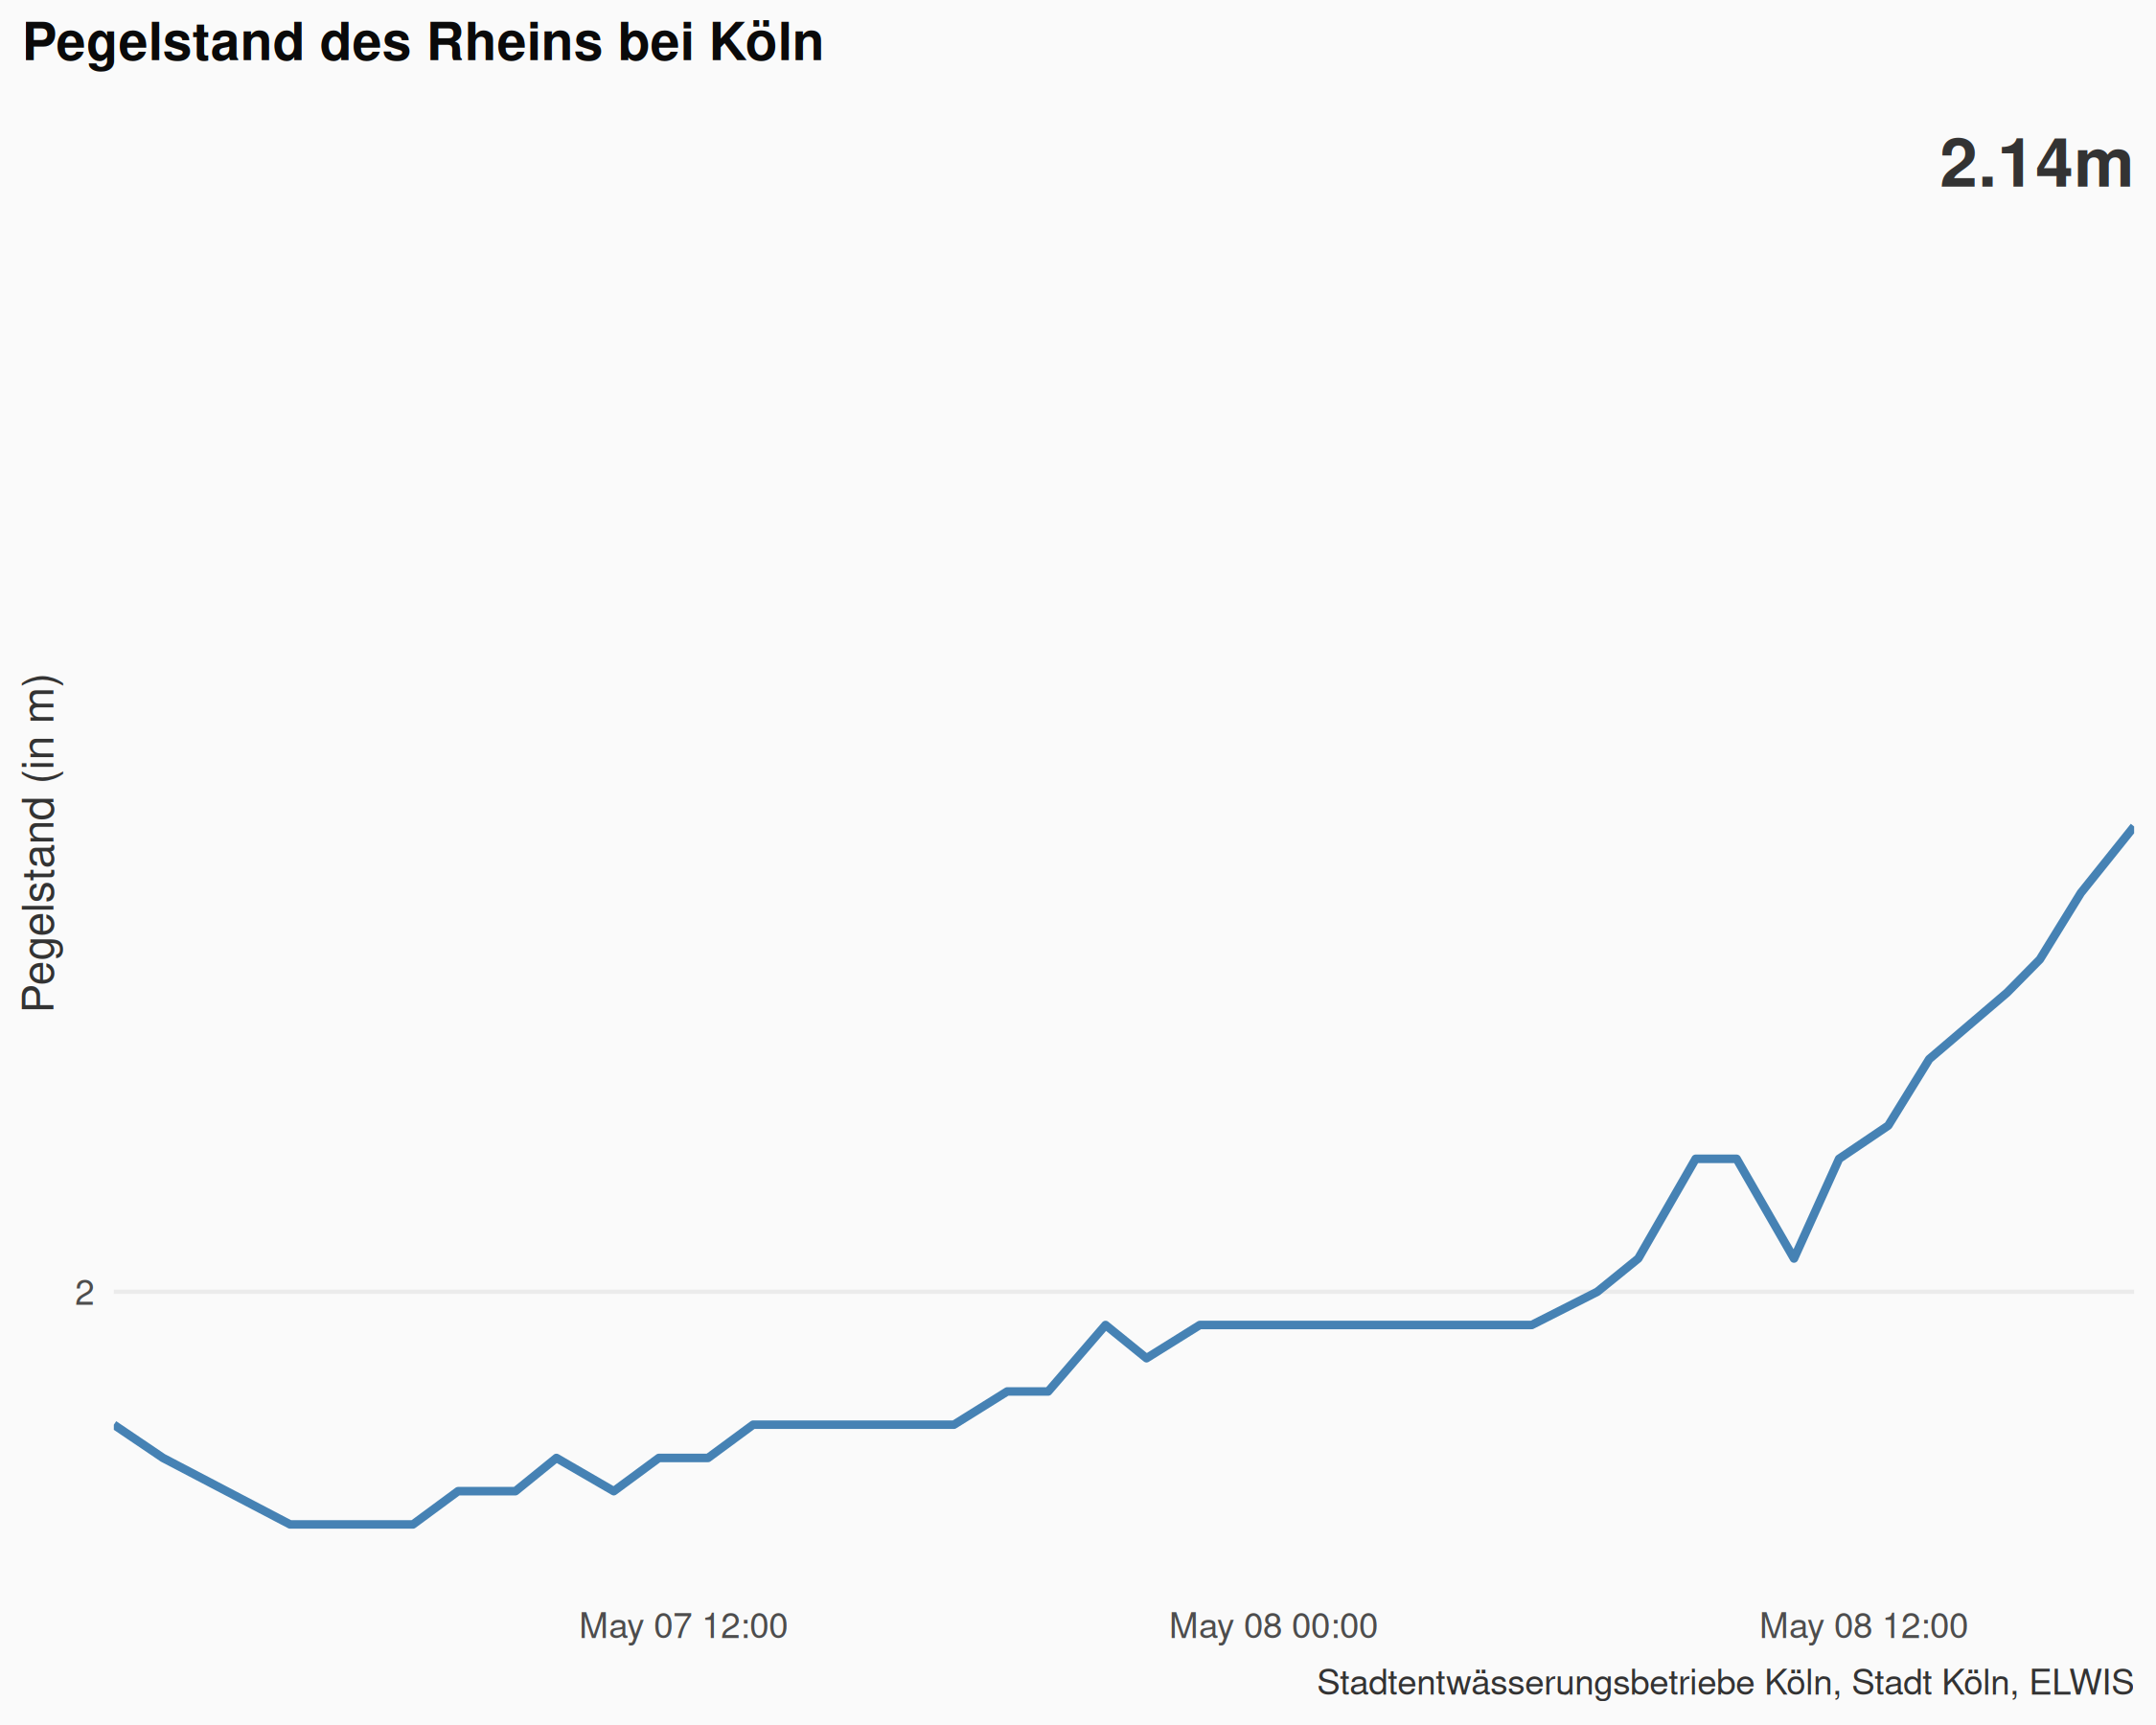 Pegelstand des Rheins bei Köln
2.14m
Pegelstand (in m)
2
May 07 12:00
May 08 00:00
May 08 12:00
Stadtentwässerungsbetriebe Köln, Stadt Köln, ELWIS